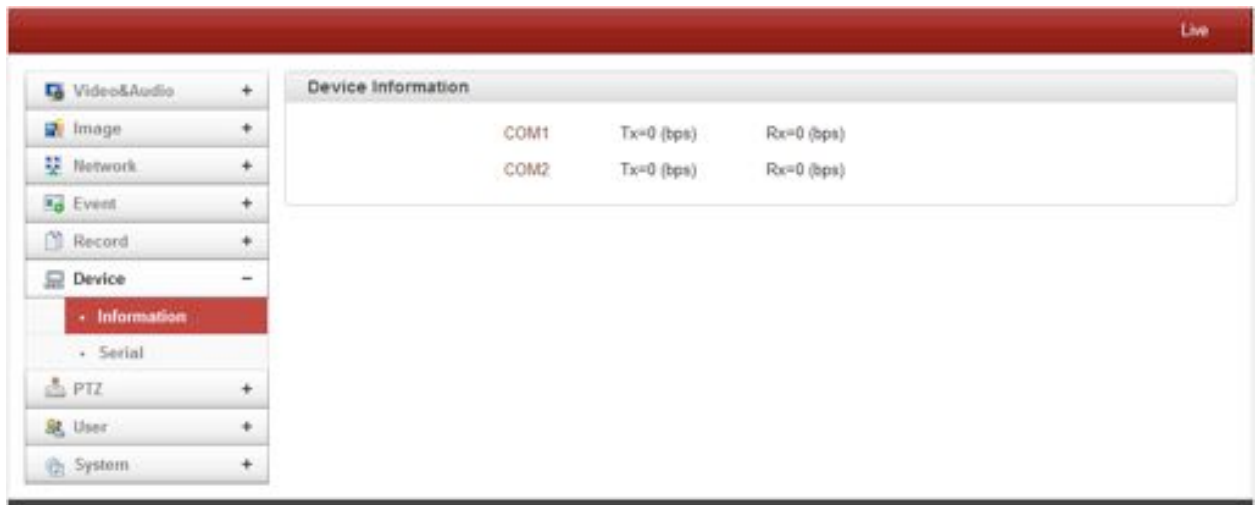 Live
Video&Audio +
Image +
Network +
Event +
Record +
Device −
• Information
• Serial
PTZ +
User +
System +
Device Information
COM1 Tx=0 (bps) Rx=0 (bps)
COM2 Tx=0 (bps) Rx=0 (bps)